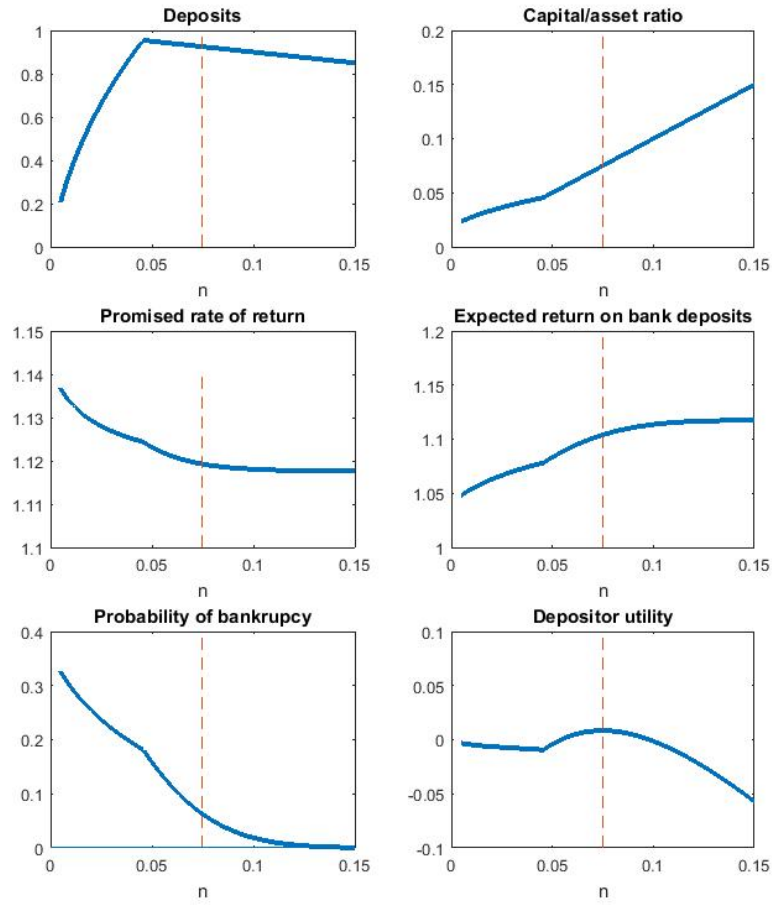 Deposits
1
0.8
0.6
0.4
0.2
0
0 0.05 0.1 0.15
n
Capital/asset ratio
0.2
0.15
0.1
0.05
0
0 0.05 0.1 0.15
n
Promised rate of return
1.15
1.14
1.13
1.12
1.11
1.1
0 0.05 0.1 0.15
n
Expected return on bank deposits
1.2
1.15
1.1
1.05
1
0 0.05 0.1 0.15
n
Probability of bankrupcy
0.4
0.3
0.2
0.1
0
0 0.05 0.1 0.15
n
Depositor utility
0.1
0.05
0
-0.05
-0.1
0 0.05 0.1 0.15
n